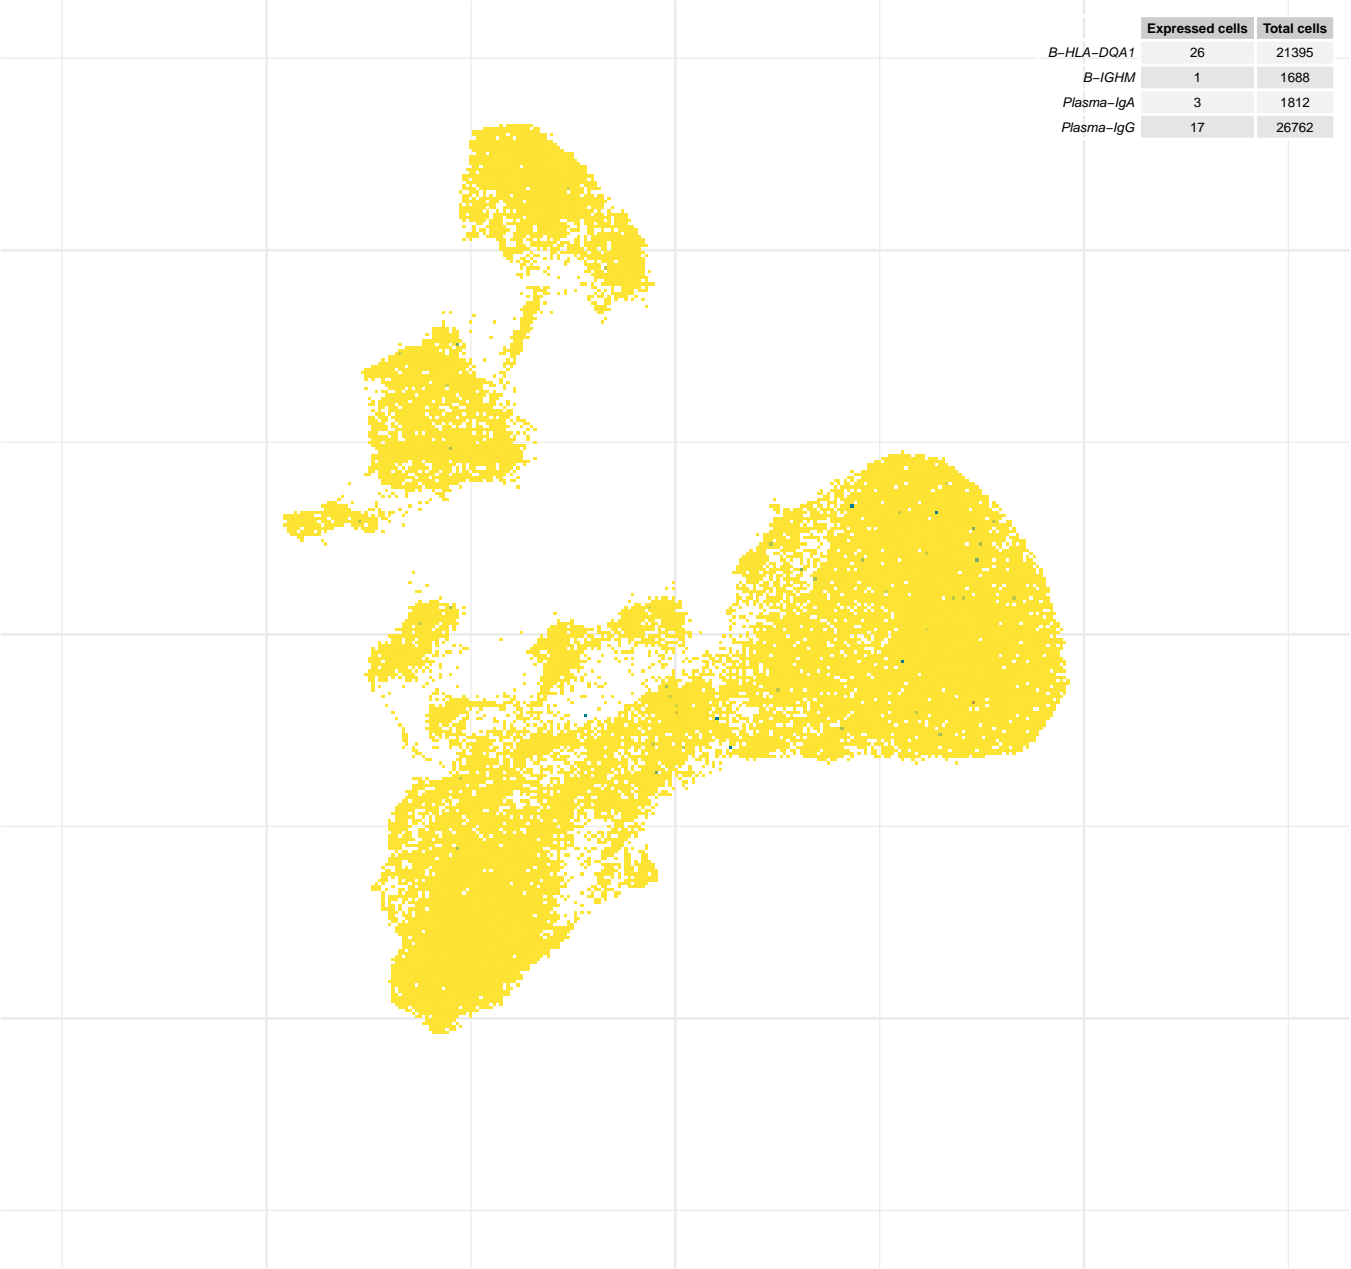 Expressed cells Total cells
B−HLA−DQA1 26 21395
B−IGHM 1 1688
Plasma−IgA 3 1812
Plasma−IgG 17 26762